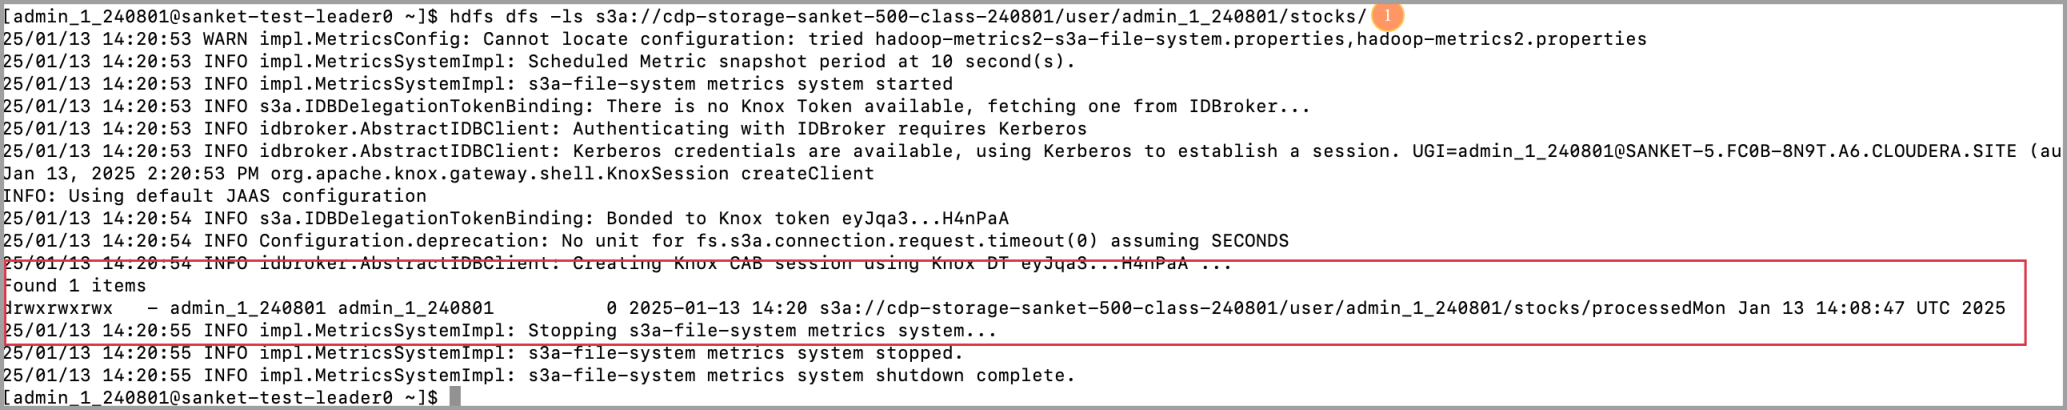 [admin_1_240801@sanket-test-leader0 ~]$ hdfs dfs -ls s3a://cdp-storage-sanket-500-class-240801/user/admin_1_240801/stocks/ 1
25/01/13 14:20:53 WARN impl.MetricsConfig: Cannot locate configuration: tried hadoop-metrics2-s3a-file-system.properties,hadoop-metrics2.properties
25/01/13 14:20:53 INFO impl.MetricsSystemImpl: Scheduled Metric snapshot period at 10 second(s).
25/01/13 14:20:53 INFO impl.MetricsSystemImpl: s3a-file-system metrics system started
25/01/13 14:20:53 INFO s3a.IDBDelegationTokenBinding: There is no Knox Token available, fetching one from IDBroker...
25/01/13 14:20:53 INFO idbroker.AbstractIDBClient: Authenticating with IDBroker requires Kerberos
25/01/13 14:20:53 INFO idbroker.AbstractIDBClient: Kerberos credentials are available, using Kerberos to establish a session. UGI=admin_1_240801@SANKET-5.FC0B-8N9T.A6.CLOUDERA.SITE (au
Jan 13, 2025 2:20:53 PM org.apache.knox.gateway.shell.KnoxSession createClient
INFO: Using default JAAS configuration
25/01/13 14:20:54 INFO s3a.IDBDelegationTokenBinding: Bonded to Knox token eyJqa3...H4nPaA
25/01/13 14:20:54 INFO Configuration.deprecation: No unit for fs.s3a.connection.request.timeout(0) assuming SECONDS
25/01/13 14:20:54 INFO idbroker.AbstractIDBClient: Creating Knox CAB session using Knox DT eyJqa3...H4nPaA ...
Found 1 items
drwxrwxrwx   - admin_1_240801 admin_1_240801          0 2025-01-13 14:20 s3a://cdp-storage-sanket-500-class-240801/user/admin_1_240801/stocks/processedMon Jan 13 14:08:47 UTC 2025
25/01/13 14:20:55 INFO impl.MetricsSystemImpl: Stopping s3a-file-system metrics system...
25/01/13 14:20:55 INFO impl.MetricsSystemImpl: s3a-file-system metrics system stopped.
25/01/13 14:20:55 INFO impl.MetricsSystemImpl: s3a-file-system metrics system shutdown complete.
[admin_1_240801@sanket-test-leader0 ~]$